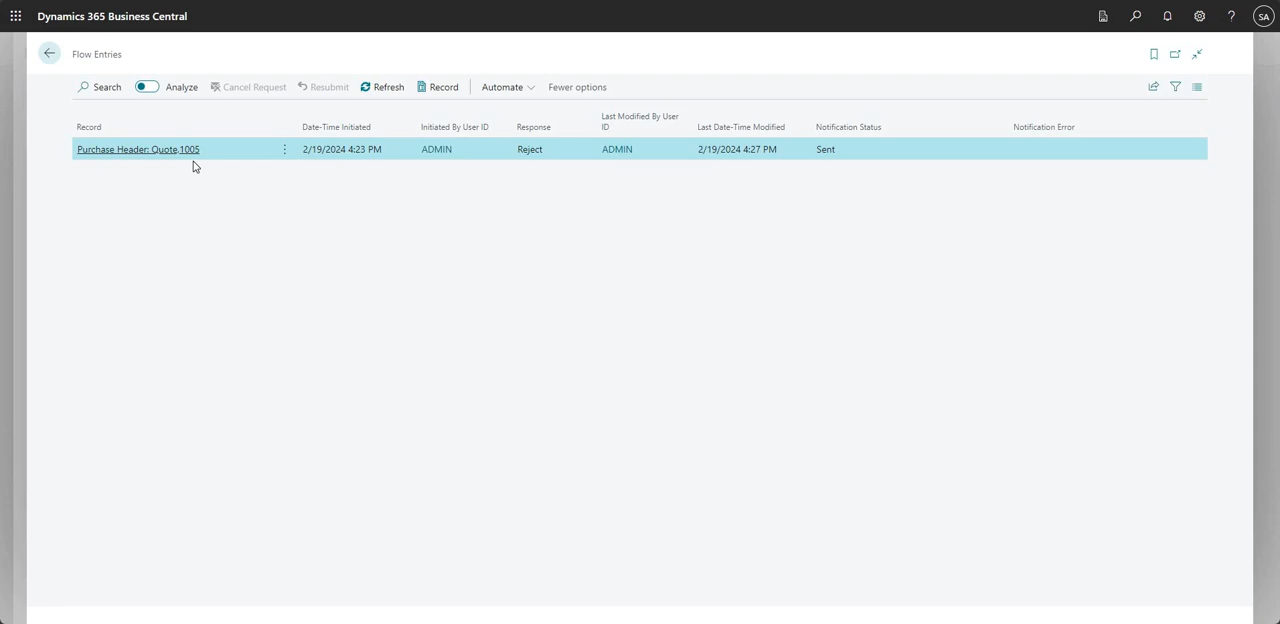 Dynamics 365 Business Central
SA
Flow Entries
Search Analyze Cancel Request Resubmit Refresh Record Automate Fewer options
Record Date-Time Initiated Initiated By User ID Response Last Modified By User ID Last Date-Time Modified Notification Status Notification Error
Purchase Header: Quote,1005 2/19/2024 4:23 PM ADMIN Reject ADMIN 2/19/2024 4:27 PM Sent